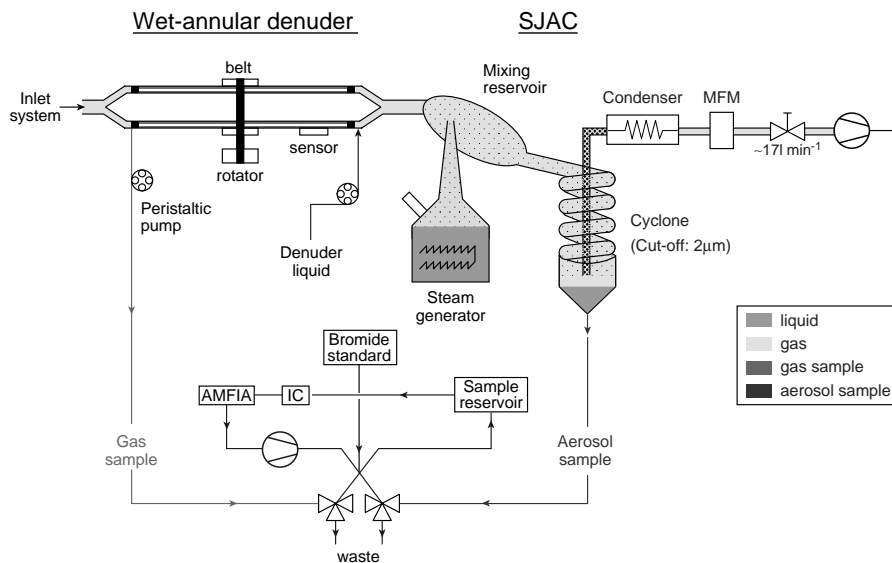 Wet-annular denuder
SJAC
belt
Mixing
reservoir
Inlet
system
Condenser
MFM
sensor
rotator
~17l min-1
Peristaltic
pump
Denuder
liquid
Cyclone
(Cut-off: 2μm)
Steam
generator
liquid
gas
gas sample
aerosol sample
Bromide
standard
AMFIA
IC
Sample
reservoir
Gas
sample
Aerosol
sample
waste